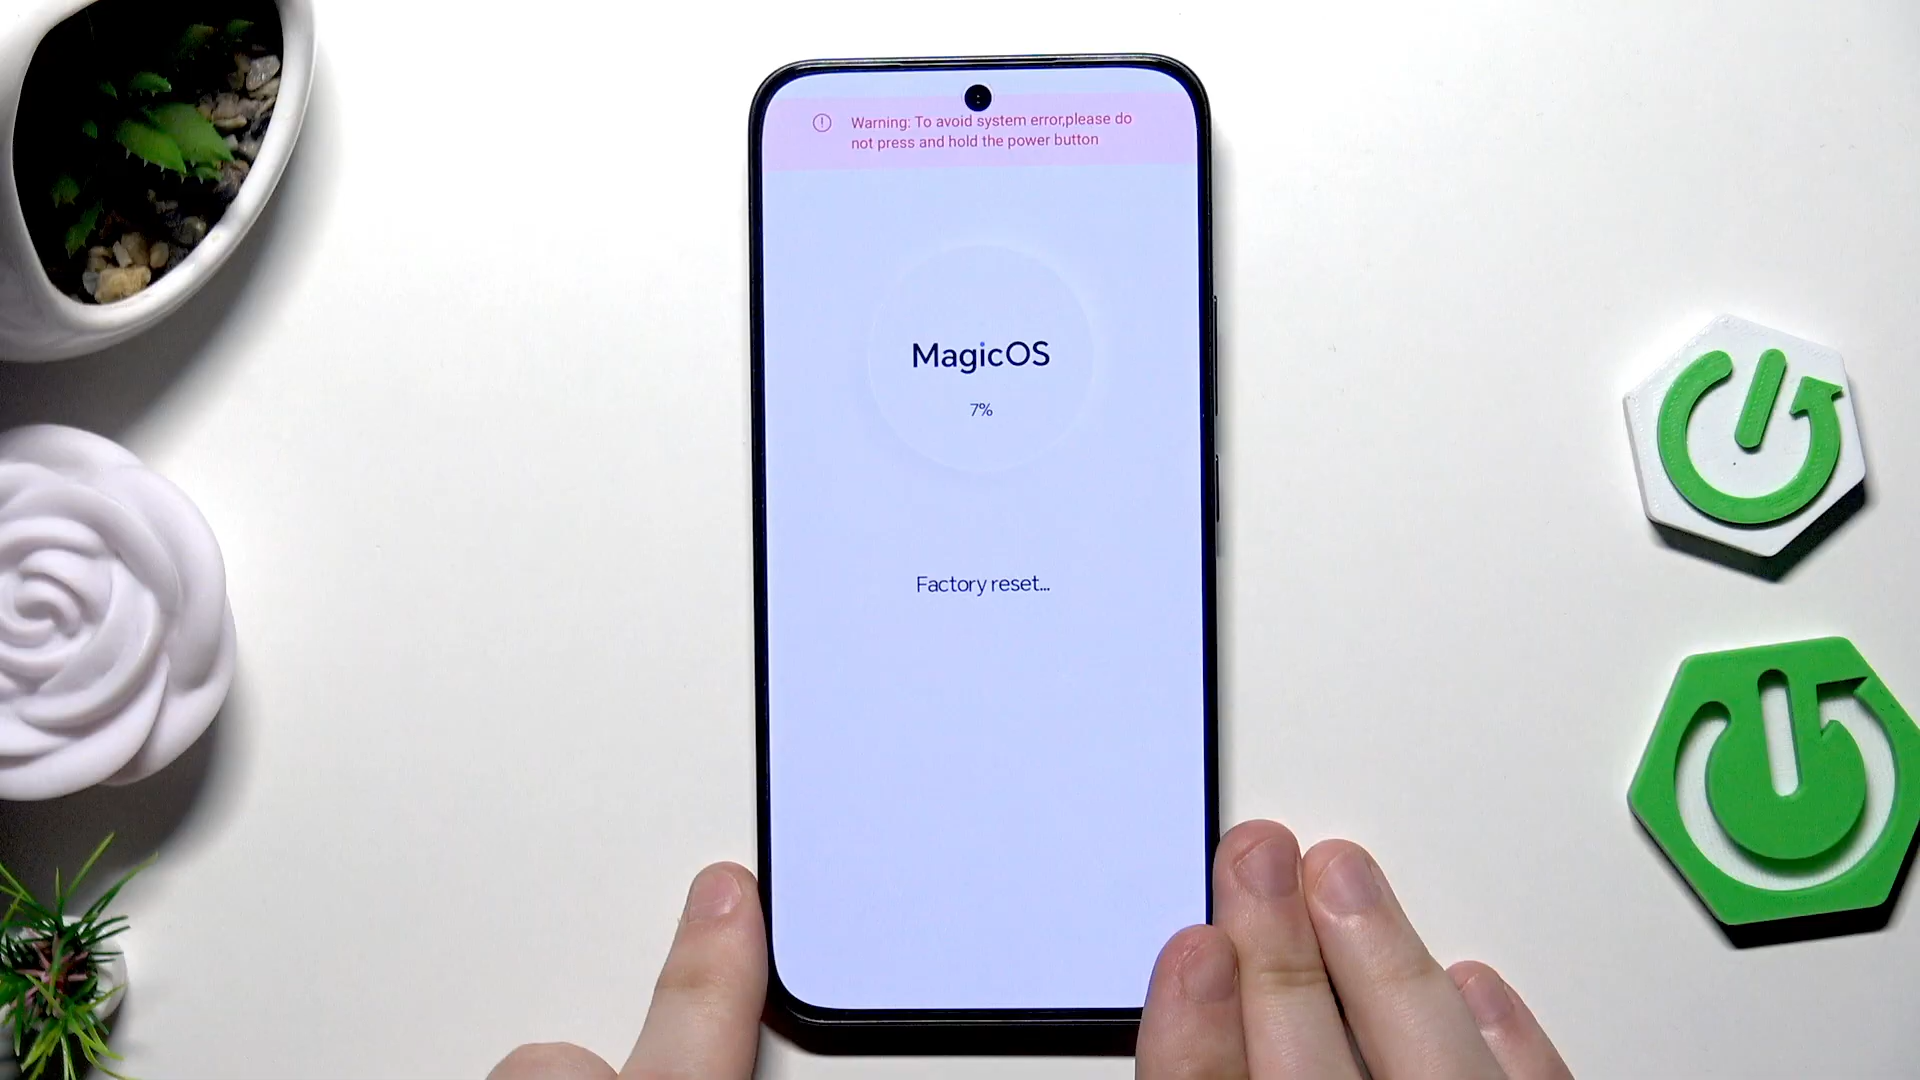 Warning: To avoid system error,please do
not press and hold the power button
MagicOS
7%
Factory reset...